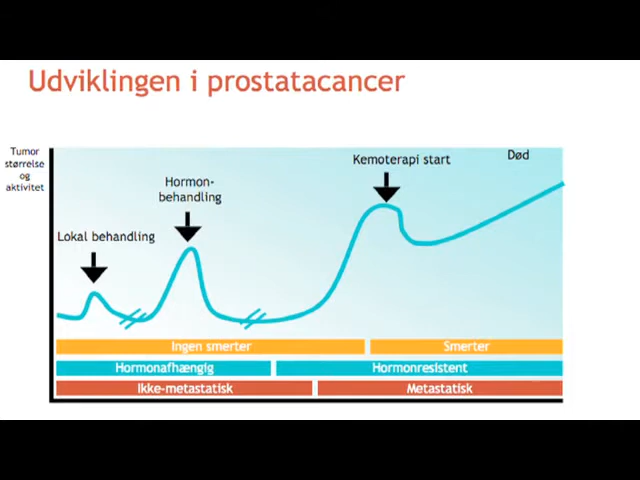 Udviklingen i prostatacancer
Tumor
størrelse
og
aktivitet
Lokal behandling
Hormon-
behandling
Kemoterapi start
Død
Ingen smerter
Smerter
Hormonafhængig
Hormonresistent
Ikke-metastatisk
Metastatisk